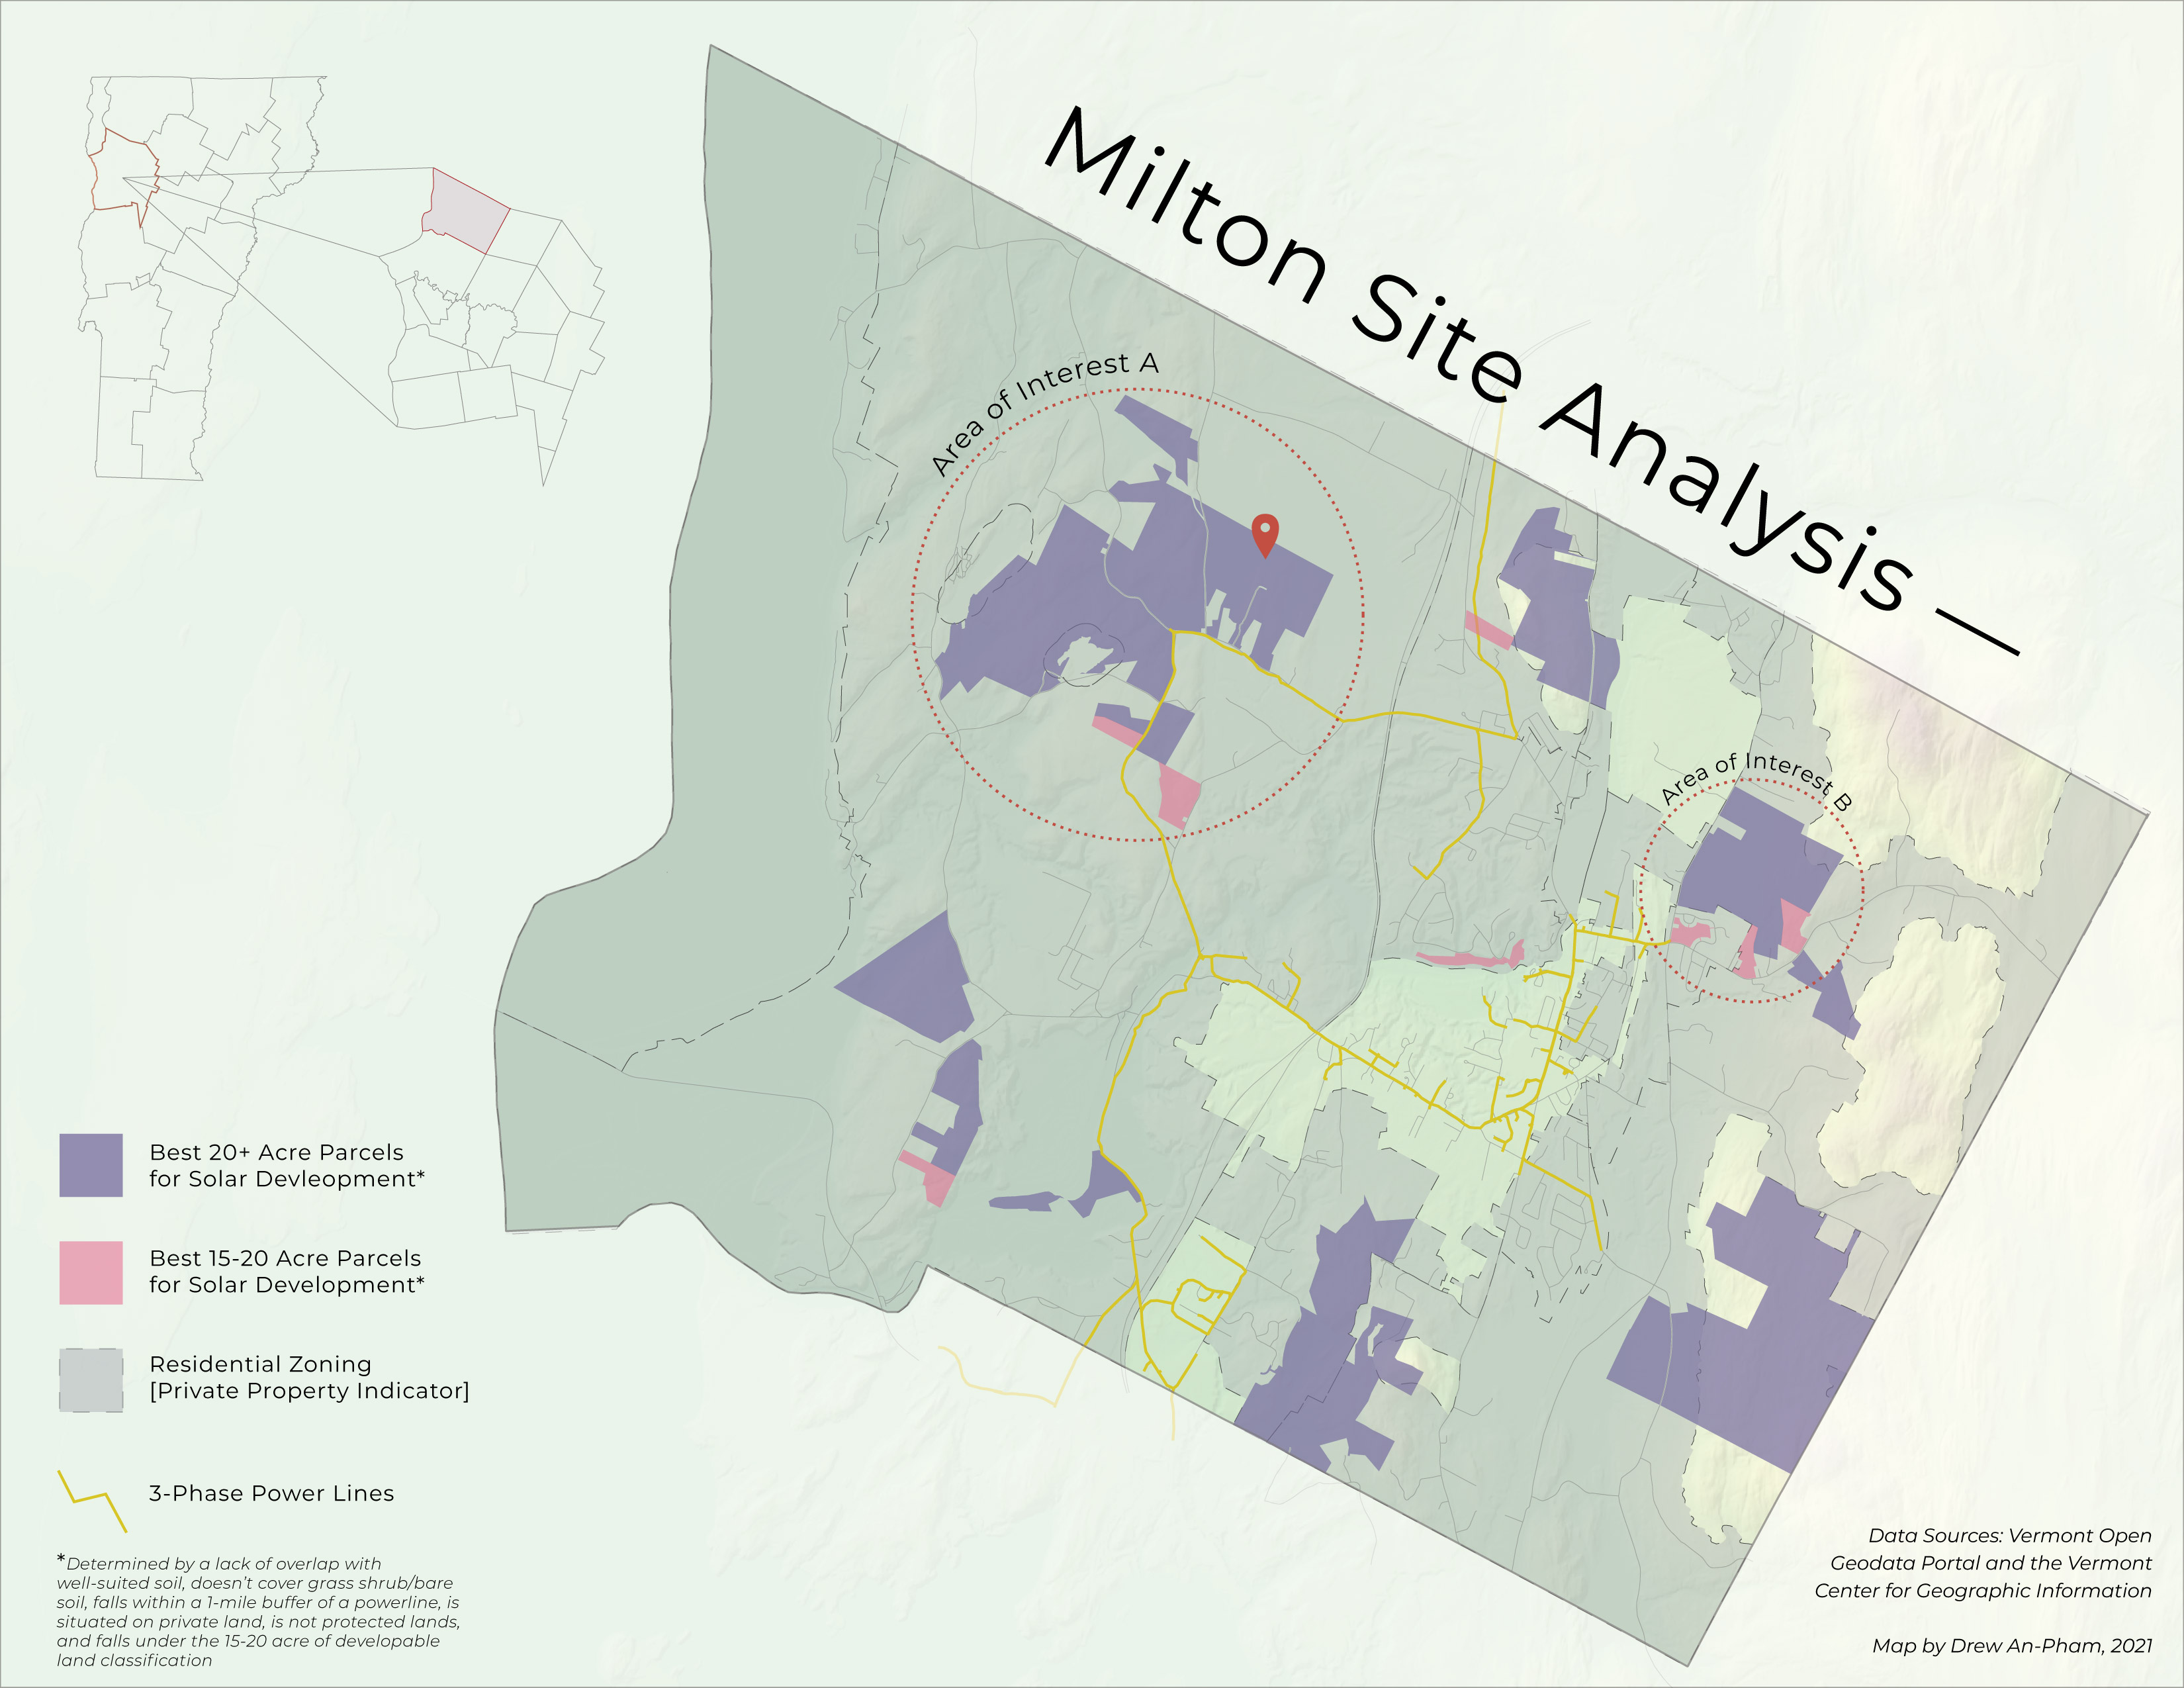 Milton Site Analysis —
Area of Interest A
Area of Interest B
Best 20+ Acre Parcels
for Solar Devleopment*
Best 15-20 Acre Parcels
for Solar Development*
Residential Zoning
[Private Property Indicator]
3-Phase Power Lines
*Determined by a lack of overlap with
well-suited soil, doesn't cover grass shrub/bare
soil, falls within a 1-mile buffer of a powerline, is
situated on private land, is not protected lands,
and falls under the 15-20 acre of developable
land classification
Data Sources: Vermont Open
Geodata Portal and the Vermont
Center for Geographic Information
Map by Drew An-Pham, 2021